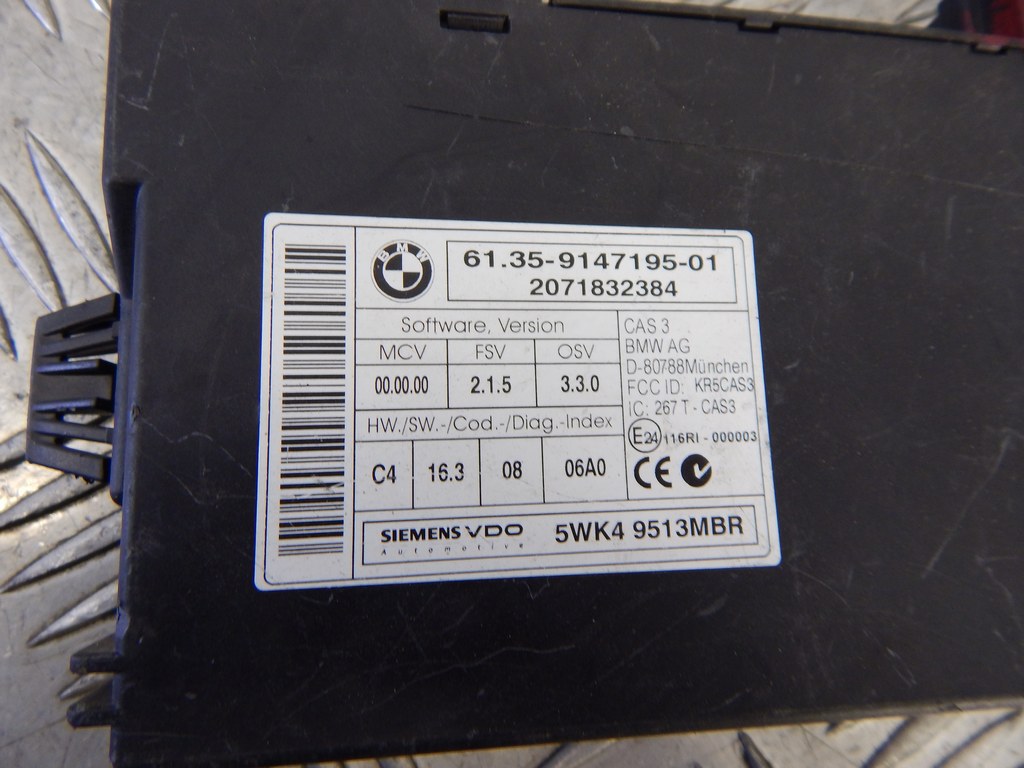 BMW
61.35-9147195-01
2071832384
Software, Version
MCV FSV OSV
00.00.00 2.1.5 3.3.0
HW./SW.-/Cod.-/Diag.-Index
C4 16.3 08 06A0
CAS 3
BMW AG
D-80788München
FCC ID: KR5CAS3
IC: 267 T - CAS3
E24 116RI - 000003
CE
SIEMENS VDO
Automotive
5WK4 9513MBR